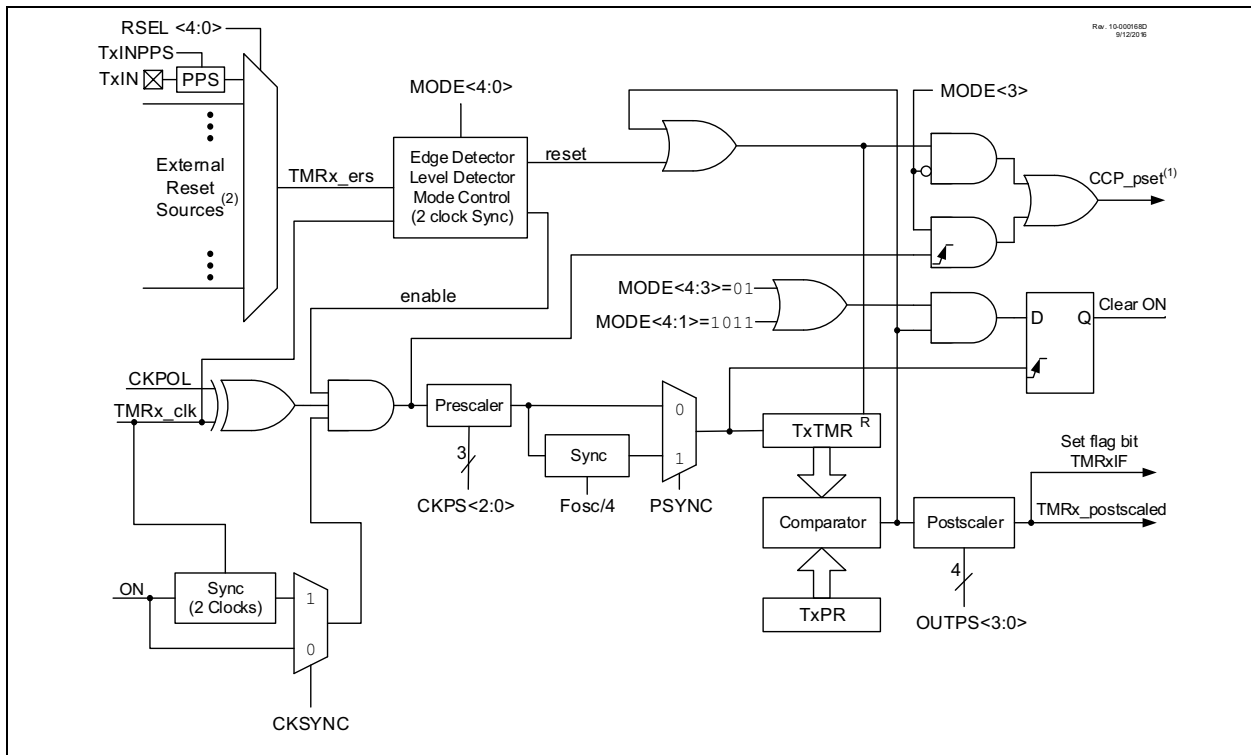 Rev. 10-000168D
9/12/2016
RSEL <4:0>
TxINPPS
TxIN
PPS
MODE<4:0>
MODE<3>
External
Reset
Sources(2)
TMRx_ers
Edge Detector
Level Detector
Mode Control
(2 clock Sync)
reset
CCP_pset(1)
enable
MODE<4:3>=01
MODE<4:1>=1011
D
Q
Clear ON
CKPOL
TMRx_clk
Prescaler
3
CKPS<2:0>
Sync
Fosc/4
0
1
PSYNC
TxTMR
R
Set flag bit
TMRxIF
Comparator
Postscaler
TMRx_postscaled
4
OUTPS<3:0>
TxPR
ON
Sync
(2 Clocks)
1
0
CKSYNC